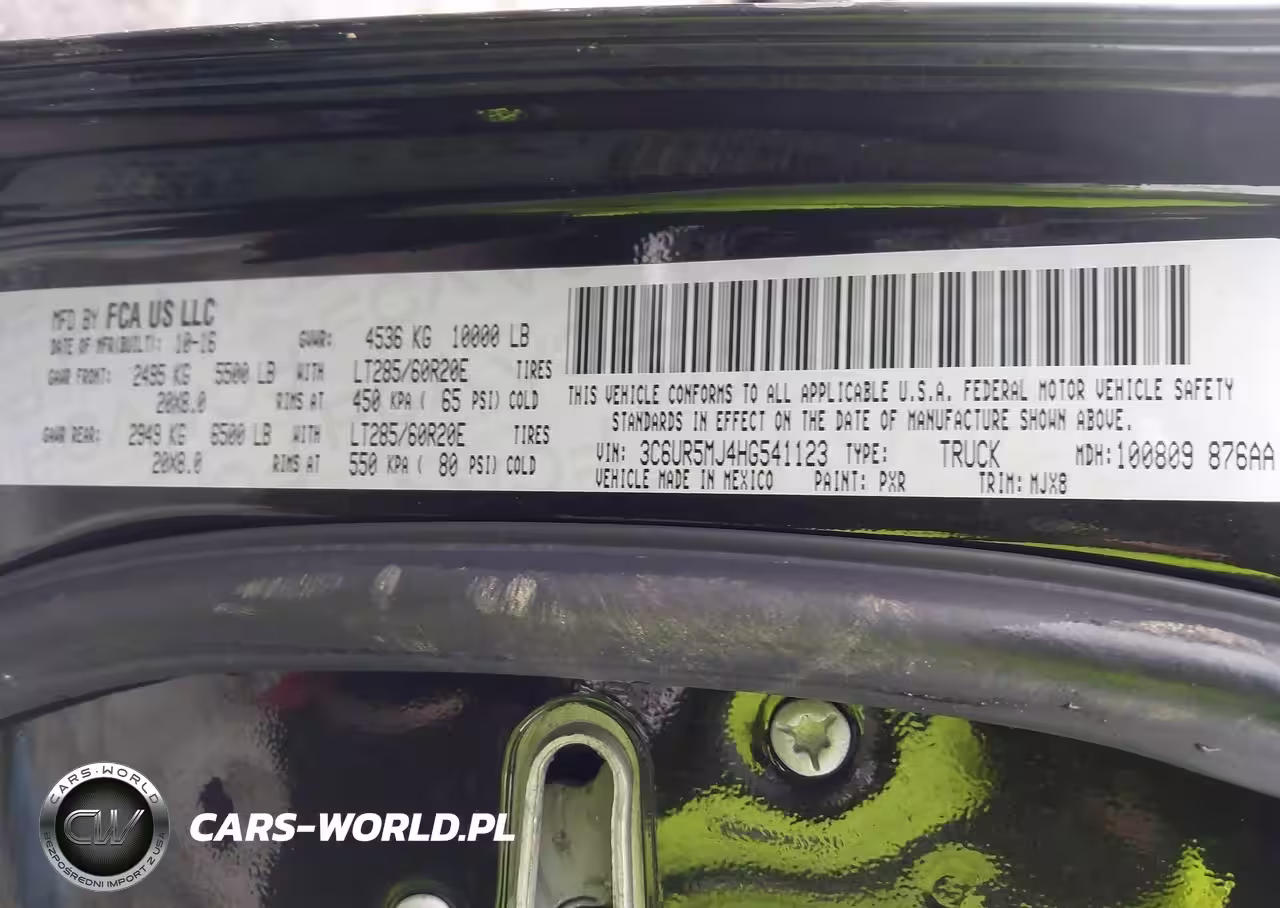 MFD BY FCA US LLC
DATE OF MFR(BUILT): 10-16 GVWR: 4536 KG 10000 LB
GAWR FRONT: 2495 KG 5500 LB WITH LT285/60R20E TIRES
20X8.0 RIMS AT 450 KPA ( 65 PSI) COLD
GAWR REAR: 2949 KG 6500 LB WITH LT285/60R20E TIRES
20X8.0 RIMS AT 550 KPA ( 80 PSI) COLD
THIS VEHICLE CONFORMS TO ALL APPLICABLE U.S.A. FEDERAL MOTOR VEHICLE SAFETY
STANDARDS IN EFFECT ON THE DATE OF MANUFACTURE SHOWN ABOVE.
VIN: 3C6UR5MJ4HG541123 TYPE: TRUCK MDH: 100809 876AA
VEHICLE MADE IN MEXICO PAINT: PXR TRIM: MJX8
CARS-WORLD
CW
BEZPOŚREDNI IMPORT Z USA
CARS-WORLD.PL